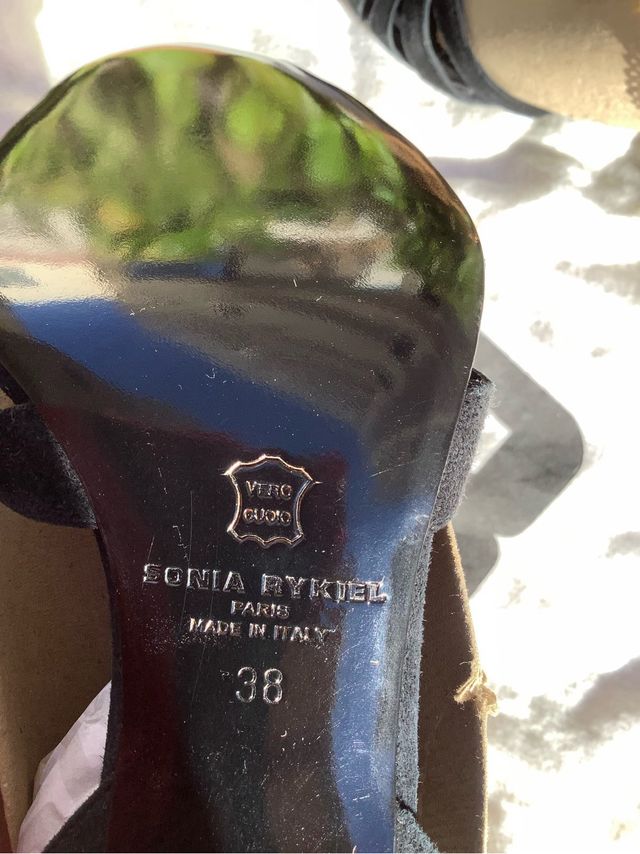 VERO
CUOIO
SONIA RYKIEL
PARIS
MADE IN ITALY
38